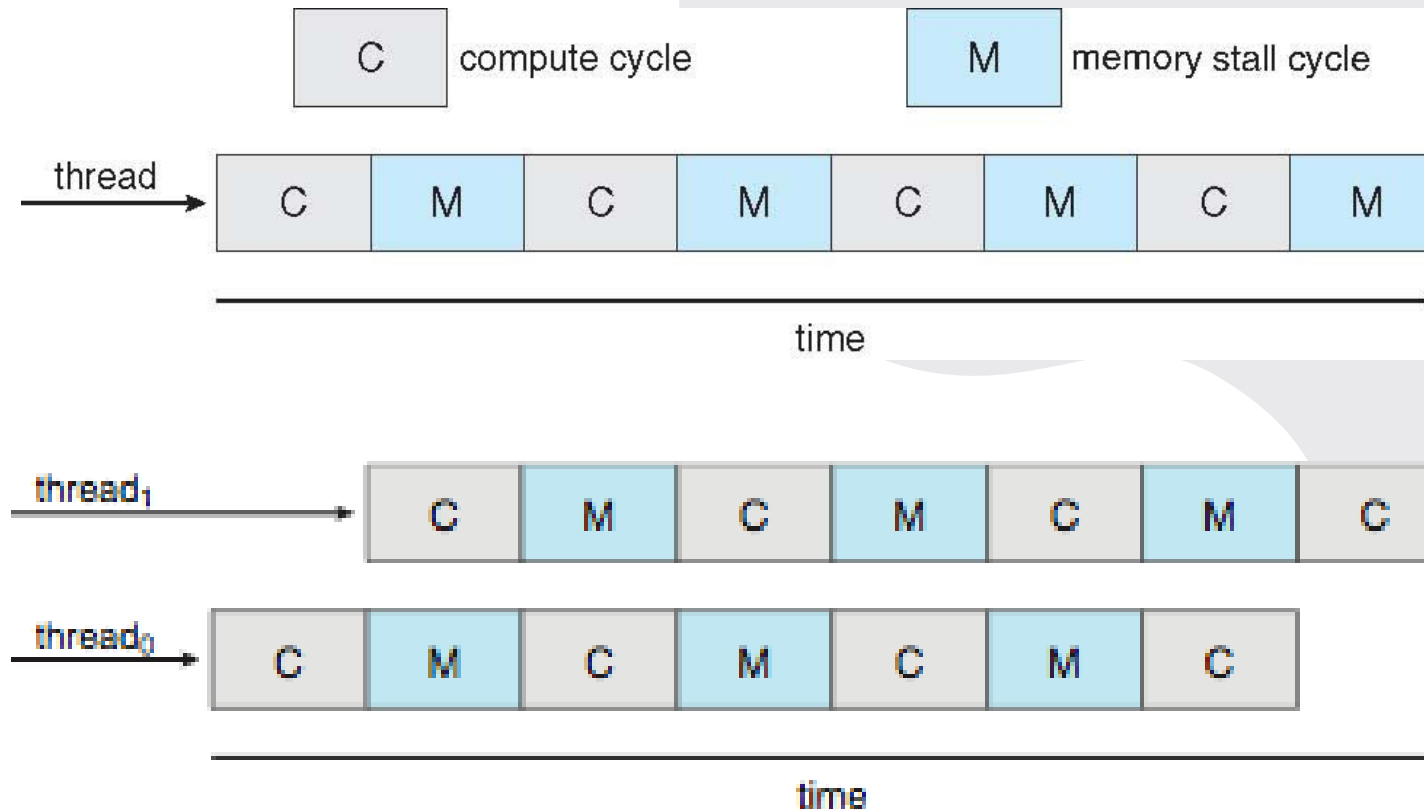 C compute cycle M memory stall cycle
thread
C M C M C M C M
time
thread₁
C M C M C M C
thread₀
C M C M C M C
time